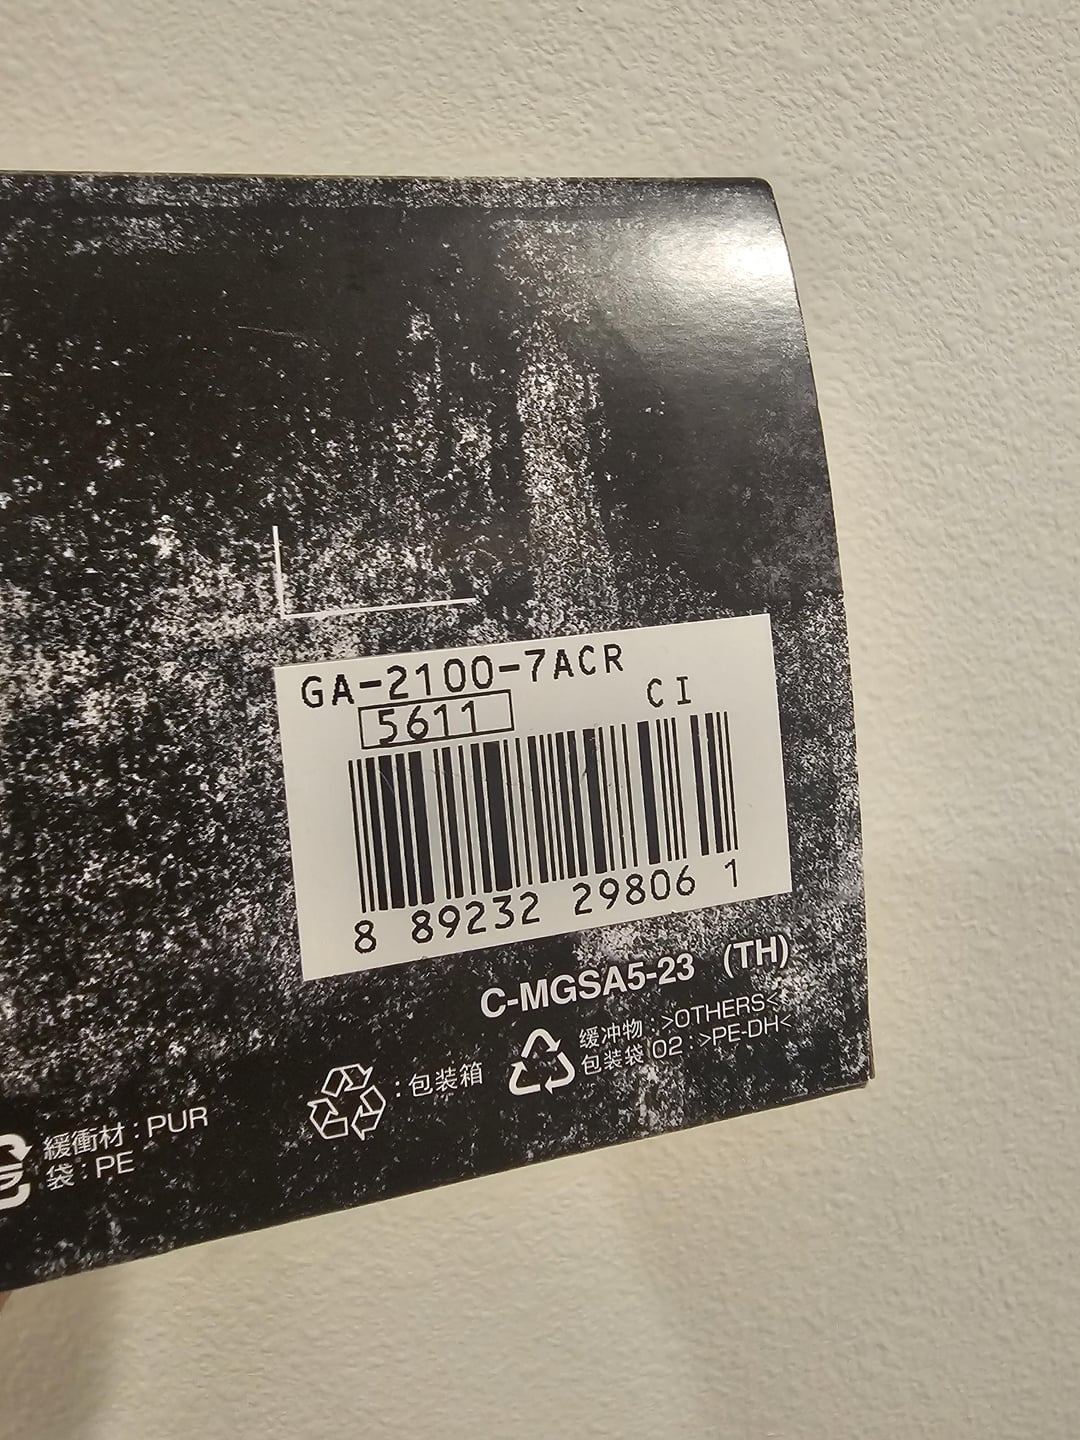 GA-2100-7ACR
5611
CI
8 89232 29806 1
C-MGSA5-23 (TH)
缓冲物 : >OTHERS<
包装袋 02 : >PE-DH<
: 包装箱
緩衝材 : PUR
袋 : PE